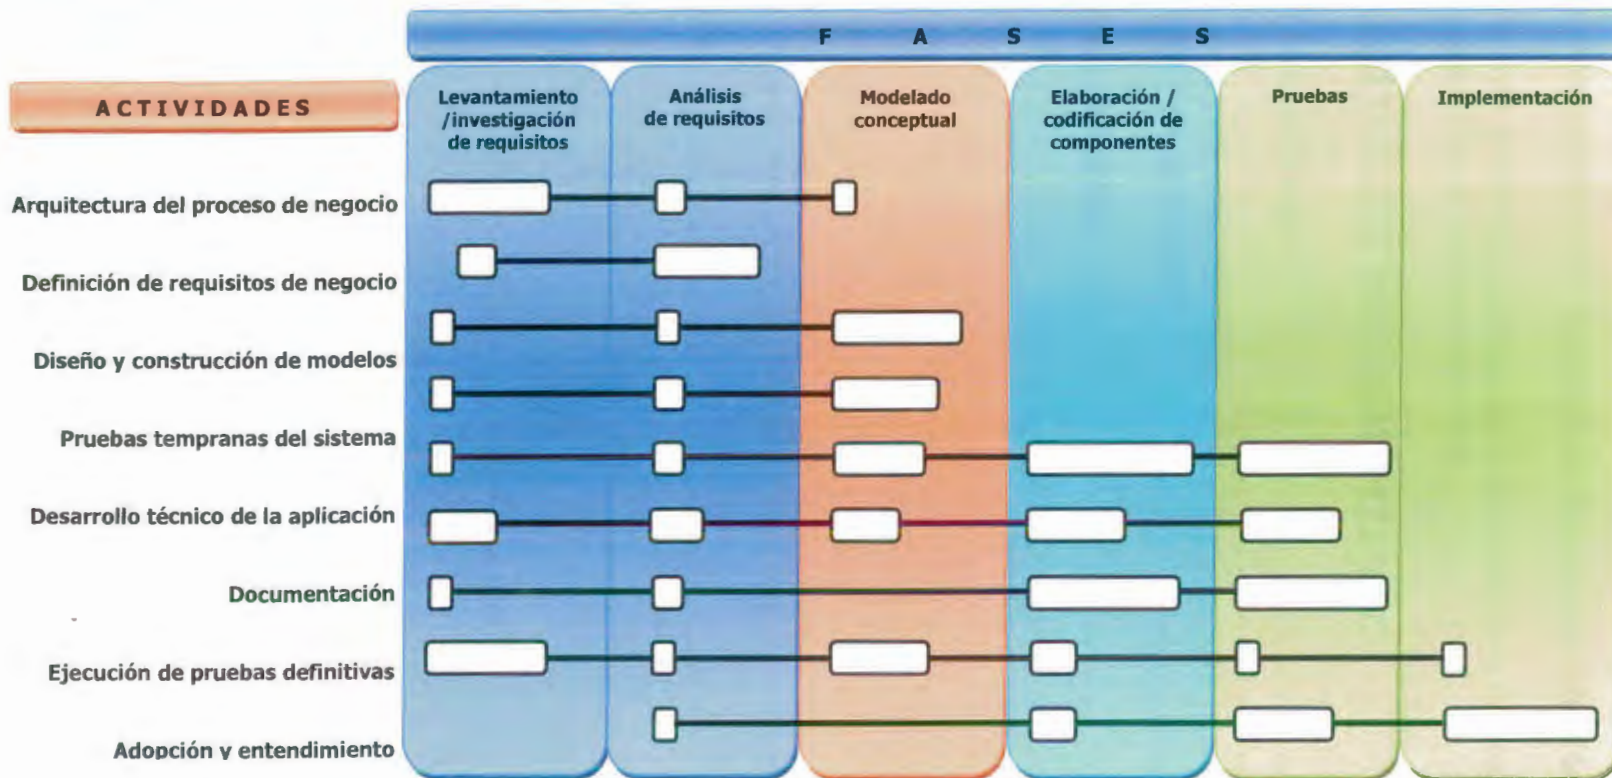 F A S E S
ACTIVIDADES
Levantamiento
/investigación
de requisitos
Análisis
de requisitos
Modelado
conceptual
Elaboración /
codificación de
componentes
Pruebas
Implementación
Arquitectura del proceso de negocio
Definición de requisitos de negocio
Diseño y construcción de modelos
Pruebas tempranas del sistema
Desarrollo técnico de la aplicación
Documentación
Ejecución de pruebas definitivas
Adopción y entendimiento